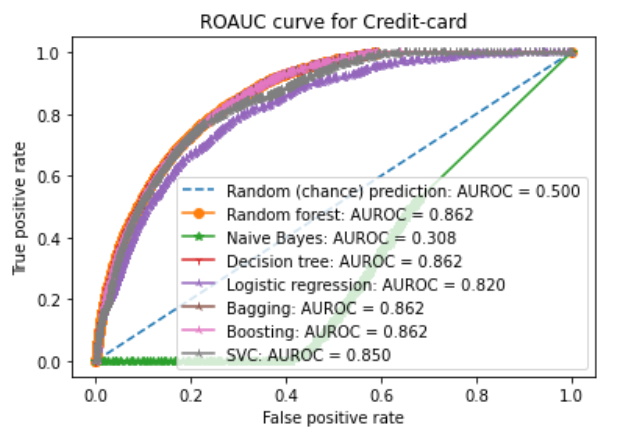 ROAUC curve for Credit-card
1.0
0.8
0.6
0.4
0.2
0.0
True positive rate
Random (chance) prediction: AUROC = 0.500
Random forest: AUROC = 0.862
Naive Bayes: AUROC = 0.308
Decision tree: AUROC = 0.862
Logistic regression: AUROC = 0.820
Bagging: AUROC = 0.862
Boosting: AUROC = 0.862
SVC: AUROC = 0.850
0.0 0.2 0.4 0.6 0.8 1.0
False positive rate